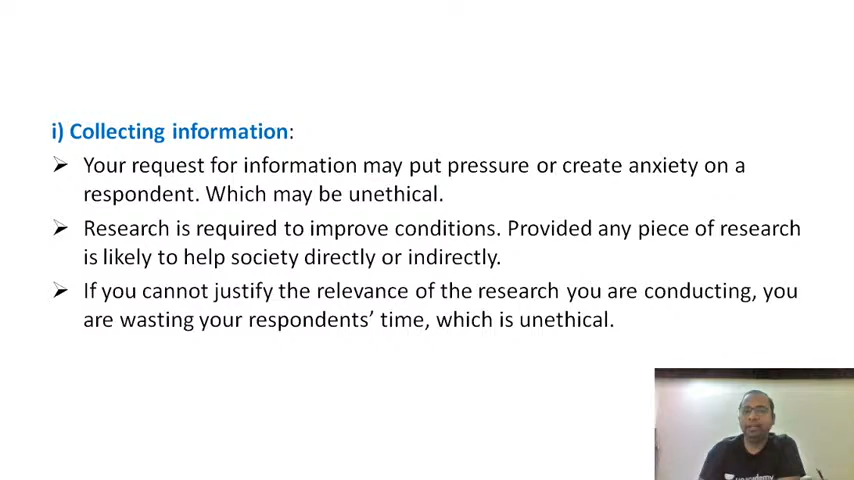 i) Collecting information:
➢ Your request for information may put pressure or create anxiety on a
respondent. Which may be unethical.
➢ Research is required to improve conditions. Provided any piece of research
is likely to help society directly or indirectly.
➢ If you cannot justify the relevance of the research you are conducting, you
are wasting your respondents’ time, which is unethical.